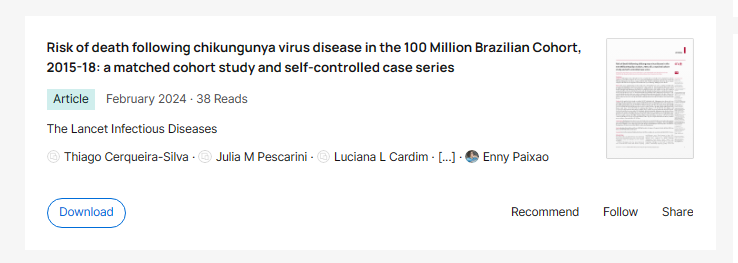 Risk of death following chikungunya virus disease in the 100 Million Brazilian Cohort,
2015-18: a matched cohort study and self-controlled case series
Article February 2024 · 38 Reads
The Lancet Infectious Diseases
Thiago Cerqueira-Silva · Julia M Pescarini · Luciana L Cardim · [...] · Enny Paixao
Download Recommend Follow Share